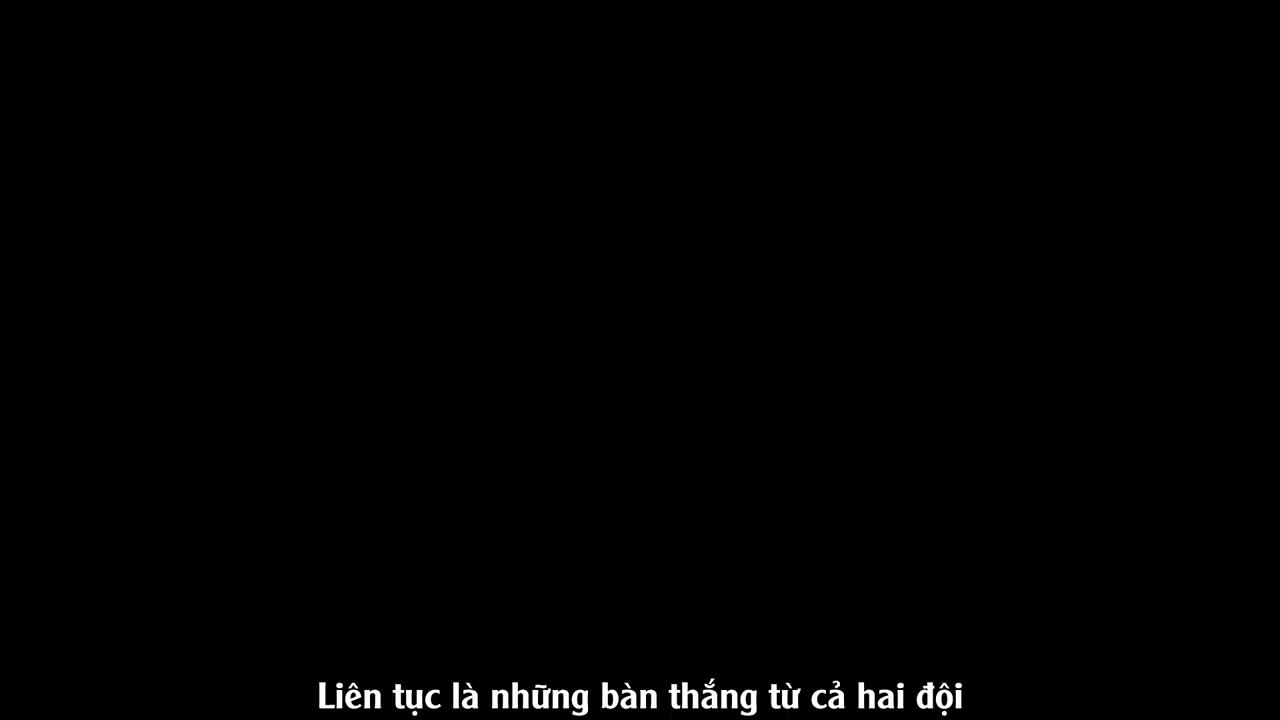 Liên tục là những bàn thắng từ cả hai đội